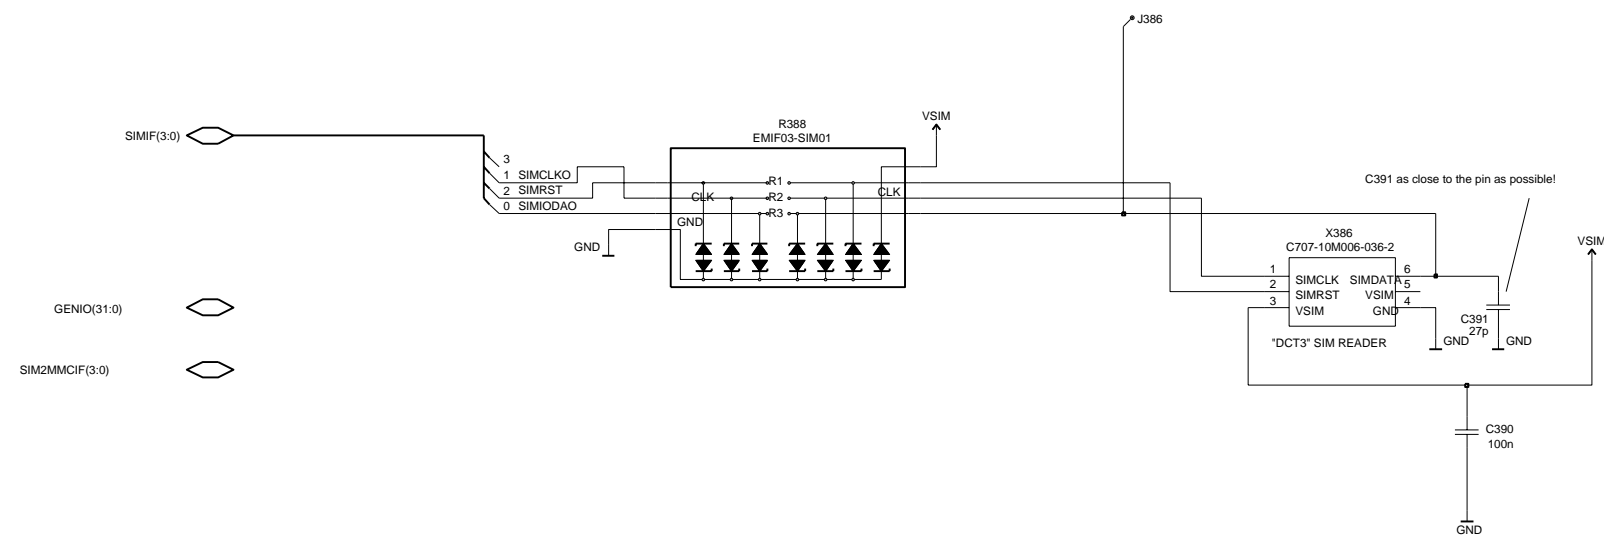 J386
SIMIF(3:0)
R388
EMIF03-SIM01
VSIM
3
1 SIMCLKO
2 SIMRST
0 SIMIODAO
R1
CLK R2 CLK
R3
GND
GND
C391 as close to the pin as possible!
X386
C707-10M006-036-2
VSIM
1 SIMCLK SIMDATA 6
2 SIMRST VSIM 5
3 VSIM GND 4
C391
27p
GND GND
"DCT3" SIM READER
GENIO(31:0)
SIM2MMCIF(3:0)
C390
100n
GND